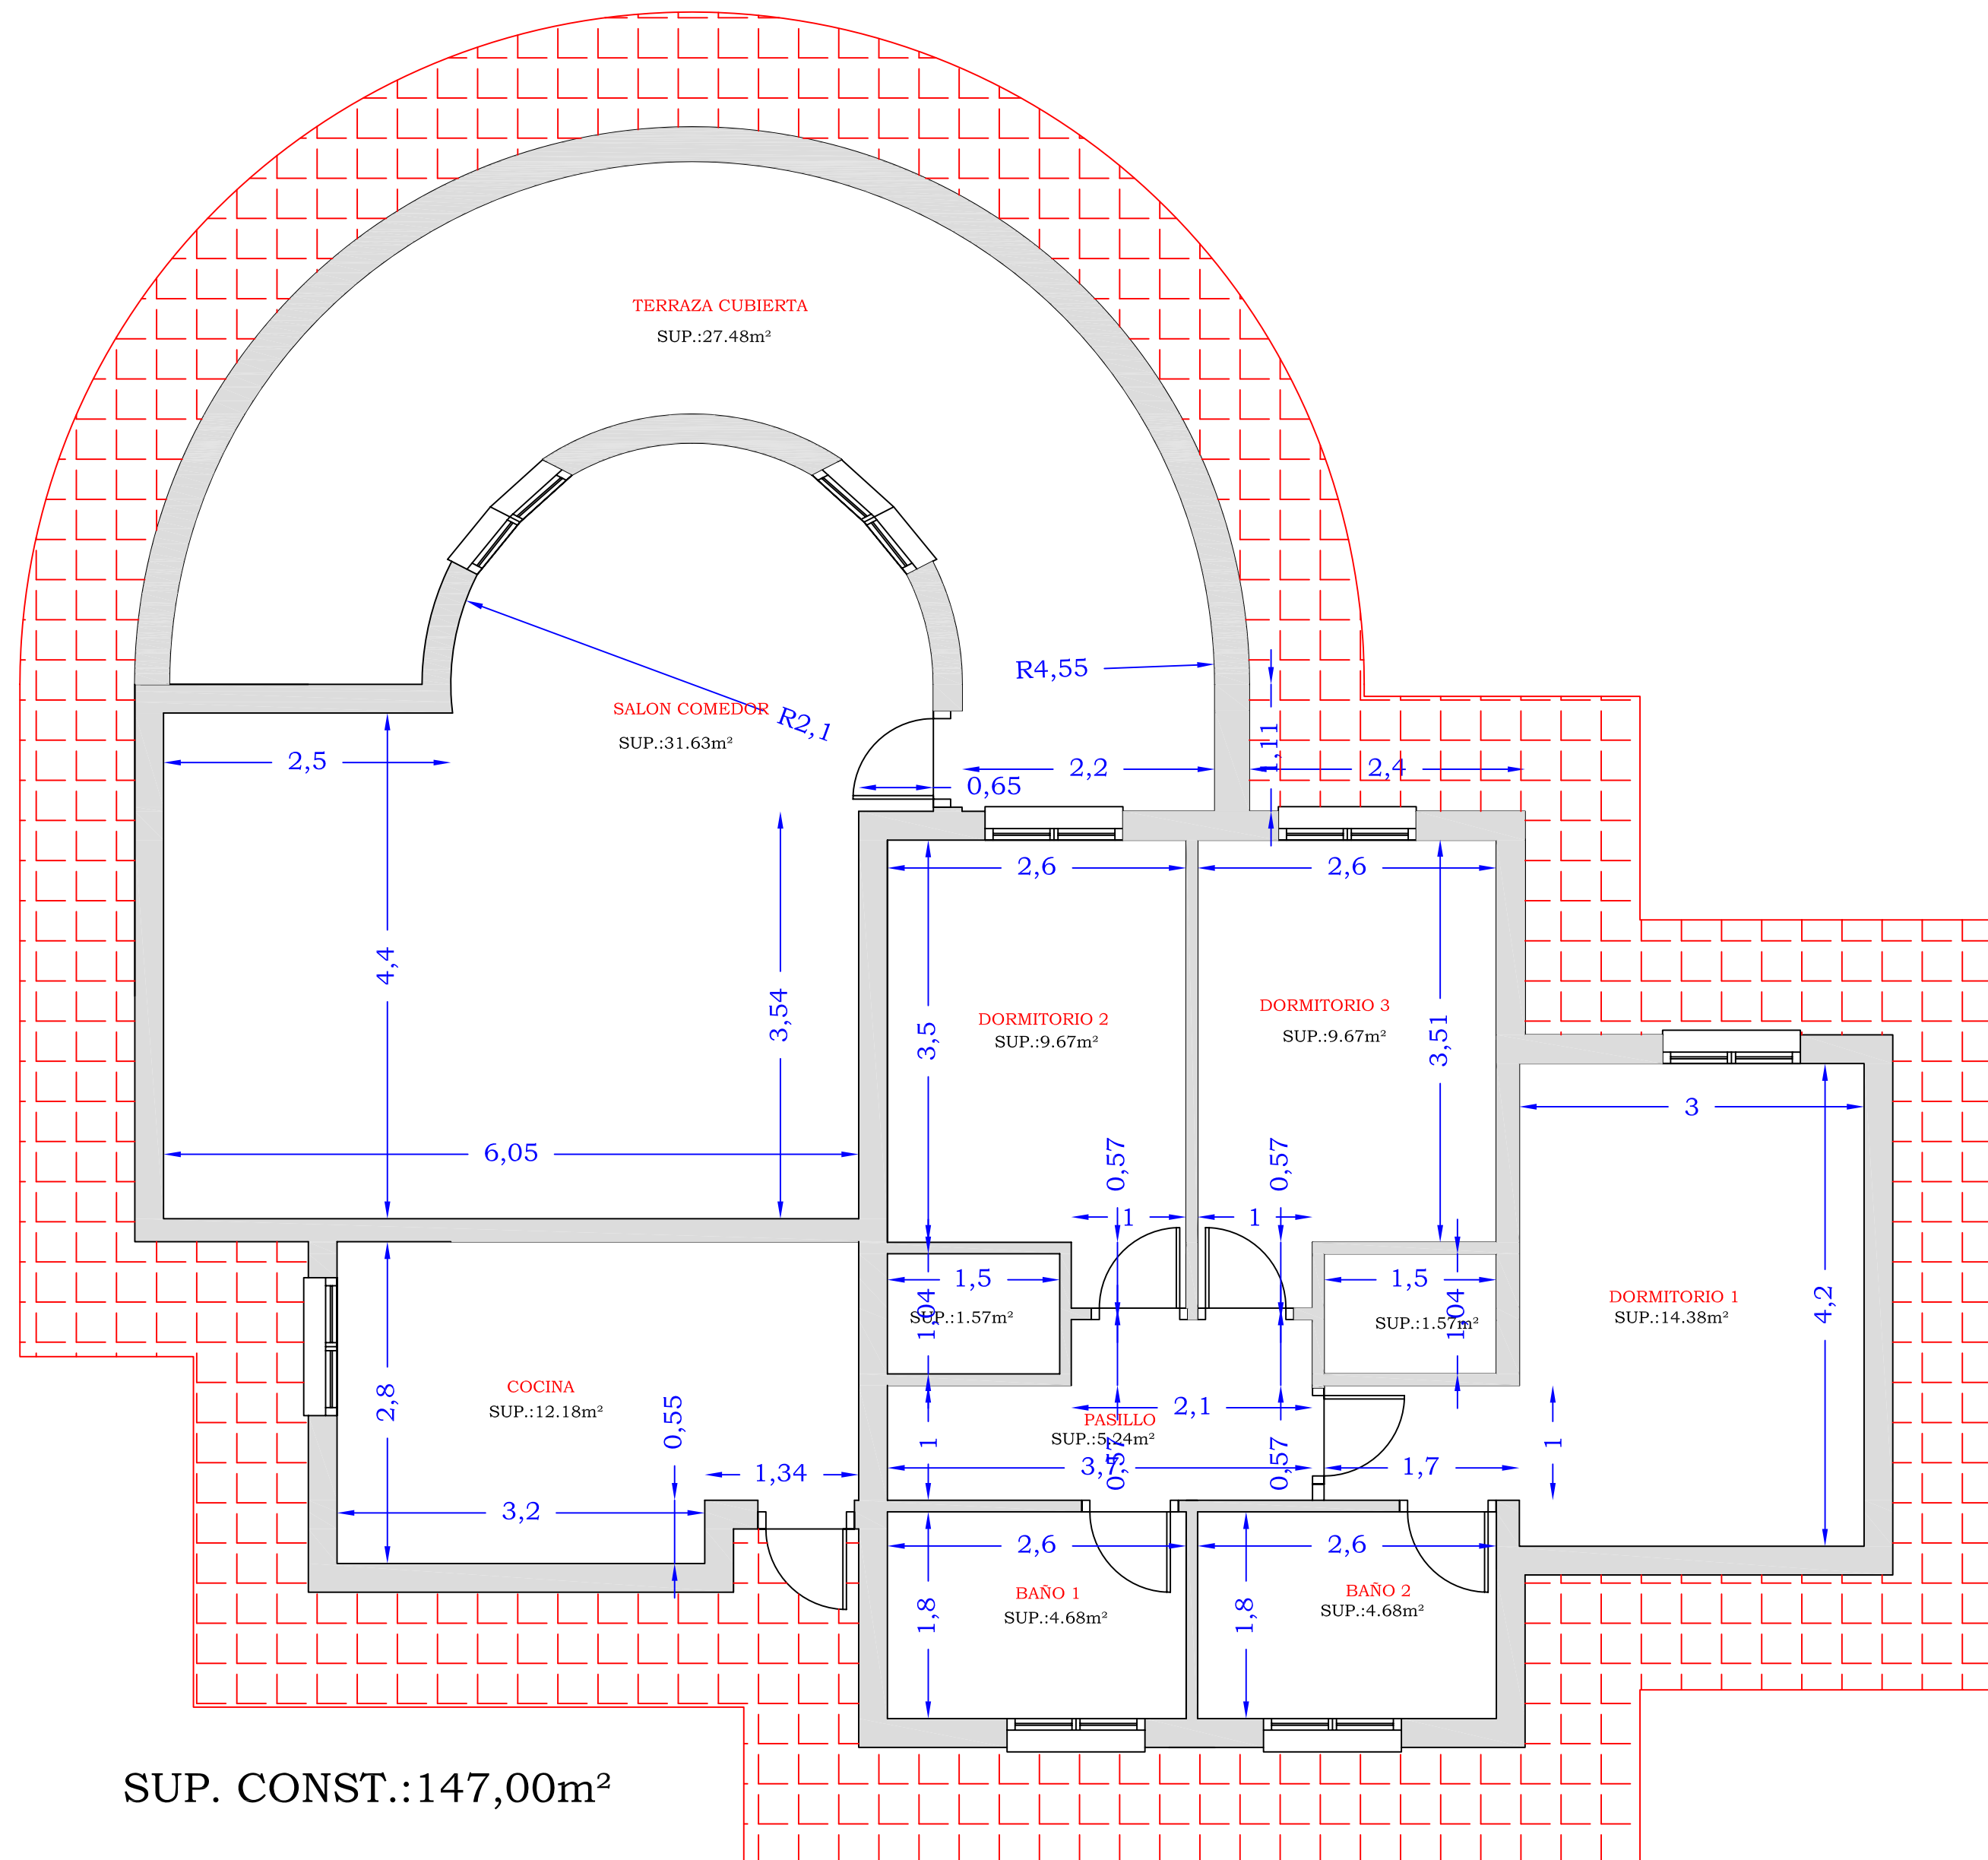 TERRAZA CUBIERTA
SUP.:27.48m²
R4,55
SALON COMEDOR
R2,1
SUP.:31.63m²
1,11
2,5
2,2
2,4
0,65
2,6
2,6
4,4
3,54
3,5
3,51
DORMITORIO 2
SUP.:9.67m²
DORMITORIO 3
SUP.:9.67m²
3
6,05
0,57
0,57
1
1
1,5
1,04
SUP.:1.57m²
1,5
1,04
SUP.:1.57m²
DORMITORIO 1
SUP.:14.38m²
4,2
COCINA
SUP.:12.18m²
2,8
0,55
1,34
3,2
2,1
PASILLO
SUP.:5.24m²
1
0,57
0,57
3,7
1,7
1
2,6
2,6
BAÑO 1
SUP.:4.68m²
1,8
BAÑO 2
SUP.:4.68m²
1,8
SUP. CONST.:147,00m²